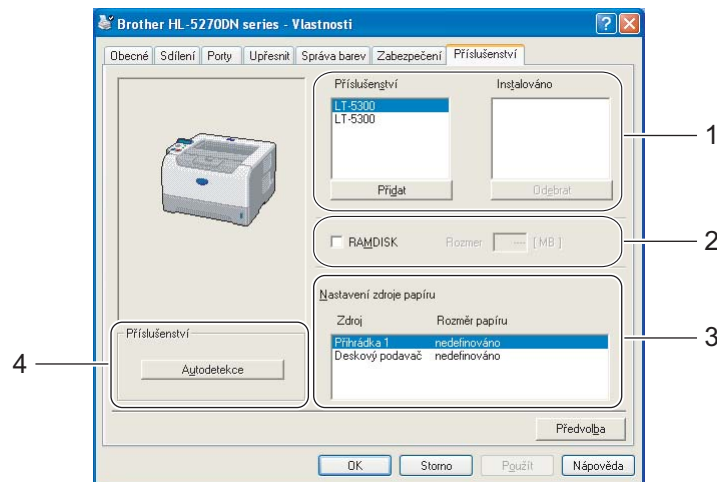 Brother HL-5270DN series - Vlastnosti
Obecné Sdílení Porty Upřesnit Správa barev Zabezpečení Příslušenství
Příslušenství Instalováno
LT-5300
LT-5300
Přidat Odebrat
1
RAMDISK Rozmer --- [ MB ]
2
Nastavení zdroje papíru
Zdroj Rozměr papíru
Přihrádka 1 nedefinováno
Deskový podavač nedefinováno
3
Příslušenství
Autodetekce
4
Předvolba
OK Storno Použít Nápověda